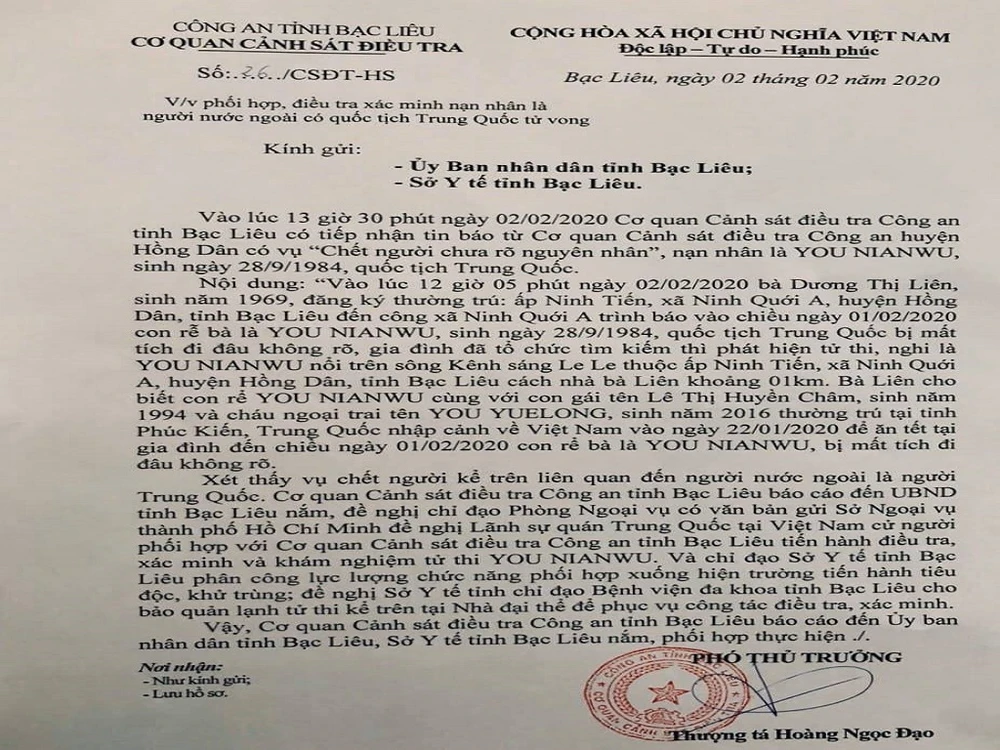 CÔNG AN TỈNH BẠC LIÊU
CƠ QUAN CẢNH SÁT ĐIỀU TRA
CỘNG HÒA XÃ HỘI CHỦ NGHĨA VIỆT NAM
Độc lập – Tự do – Hạnh phúc
Số:.26../CSĐT-HS
Bạc Liêu, ngày 02 tháng 02 năm 2020
V/v phối hợp, điều tra xác minh nạn nhân là
người nước ngoài có quốc tịch Trung Quốc tử vong
Kính gửi:
- Ủy Ban nhân dân tỉnh Bạc Liêu;
- Sở Y tế tỉnh Bạc Liêu.
Vào lúc 13 giờ 30 phút ngày 02/02/2020 Cơ quan Cảnh sát điều tra Công an
tỉnh Bạc Liêu có tiếp nhận tin báo từ Cơ quan Cảnh sát điều tra Công an huyện
Hồng Dân có vụ “Chết người chưa rõ nguyên nhân”, nạn nhân là YOU NIANWU,
sinh ngày 28/9/1984, quốc tịch Trung Quốc.
Nội dung: “Vào lúc 12 giờ 05 phút ngày 02/02/2020 bà Dương Thị Liên,
sinh năm 1969, đăng ký thường trú: ấp Ninh Tiến, xã Ninh Quới A, huyện Hồng
Dân, tỉnh Bạc Liêu đến công xã Ninh Quới A trình báo vào chiều ngày 01/02/2020
con rễ bà là YOU NIANWU, sinh ngày 28/9/1984, quốc tịch Trung Quốc bị mất
tích đi đâu không rõ, gia đình đã tổ chức tìm kiếm thì phát hiện tử thi, nghi là
YOU NIANWU nổi trên sông Kênh sáng Le Le thuộc ấp Ninh Tiến, xã Ninh Quới
A, huyện Hồng Dân, tỉnh Bạc Liêu cách nhà bà Liên khoảng 01km. Bà Liên cho
biết con rể YOU NIANWU cùng với con gái tên Lê Thị Huyền Châm, sinh năm
1994 và cháu ngoại trai tên YOU YUELONG, sinh năm 2016 thường trú tại tỉnh
Phúc Kiến, Trung Quốc nhập cảnh về Việt Nam vào ngày 22/01/2020 để ăn tết tại
gia đình đến chiều ngày 01/02/2020 con rể bà là YOU NIANWU, bị mất tích đi
đâu không rõ.
Xét thấy vụ chết người kể trên liên quan đến người nước ngoài là người
Trung Quốc. Cơ quan Cảnh sát điều tra Công an tỉnh Bạc Liêu báo cáo đến UBND
tỉnh Bạc Liêu nắm, đề nghị chỉ đạo Phòng Ngoại vụ có văn bản gửi Sở Ngoại vụ
thành phố Hồ Chí Minh đề nghị Lãnh sự quán Trung Quốc tại Việt Nam cử người
phối hợp với Cơ quan Cảnh sát điều tra Công an tỉnh Bạc Liêu tiến hành điều tra,
xác minh và khám nghiệm tử thi YOU NIANWU. Và chỉ đạo Sở Y tế tỉnh Bạc
Liêu phân công lực lượng chức năng phối hợp xuống hiện trường tiến hành tiêu
độc, khử trùng; đề nghị Sở Y tế tỉnh chỉ đạo Bệnh viện đa khoa tỉnh Bạc Liêu cho
bảo quản lạnh tử thi kể trên tại Nhà đại thể để phục vụ công tác điều tra, xác minh.
Vậy, Cơ quan Cảnh sát điều tra Công an tỉnh Bạc Liêu báo cáo đến Ủy ban
nhân dân tỉnh Bạc Liêu, Sở Y tế tỉnh Bạc Liêu nắm, phối hợp thực hiện ./.
Nơi nhận:
- Như kính gửi;
- Lưu hồ sơ.
PHÓ THỦ TRƯỞNG
Thượng tá Hoàng Ngọc Đạo